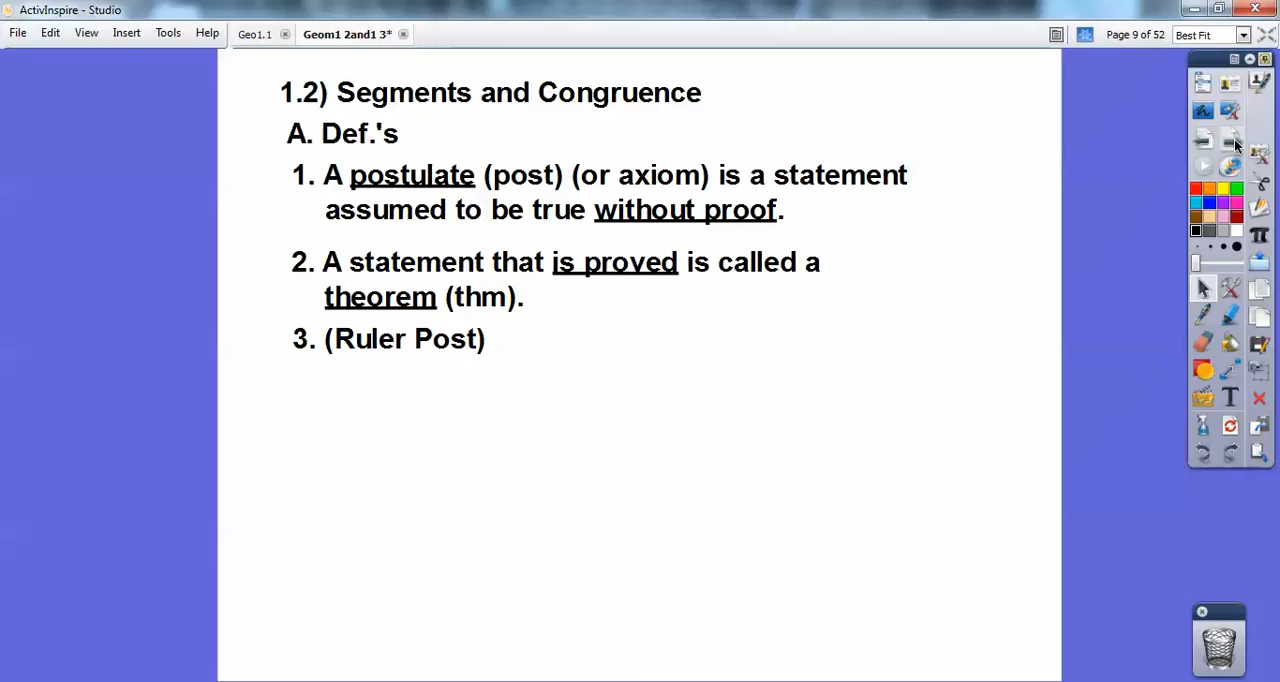 ActivInspire - Studio
File Edit View Insert Tools Help
Geo1.1 Geom1 2and1 3* Page 9 of 52 Best Fit
1.2) Segments and Congruence
A. Def.'s
1. A postulate (post) (or axiom) is a statement
assumed to be true without proof.
2. A statement that is proved is called a
theorem (thm).
3. (Ruler Post)